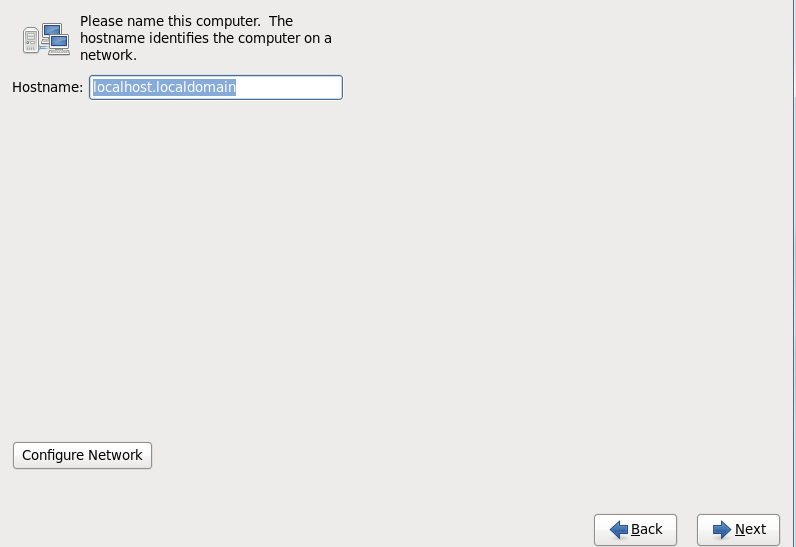 Please name this computer.  The
hostname identifies the computer on a
network.
Hostname: localhost.localdomain
Configure Network
Back Next